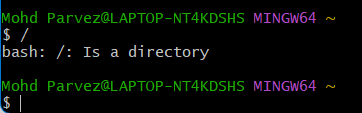 Mohd Parvez@LAPTOP-NT4KDSHS MINGW64 ~
$ /
bash: /: Is a directory
Mohd Parvez@LAPTOP-NT4KDSHS MINGW64 ~
$